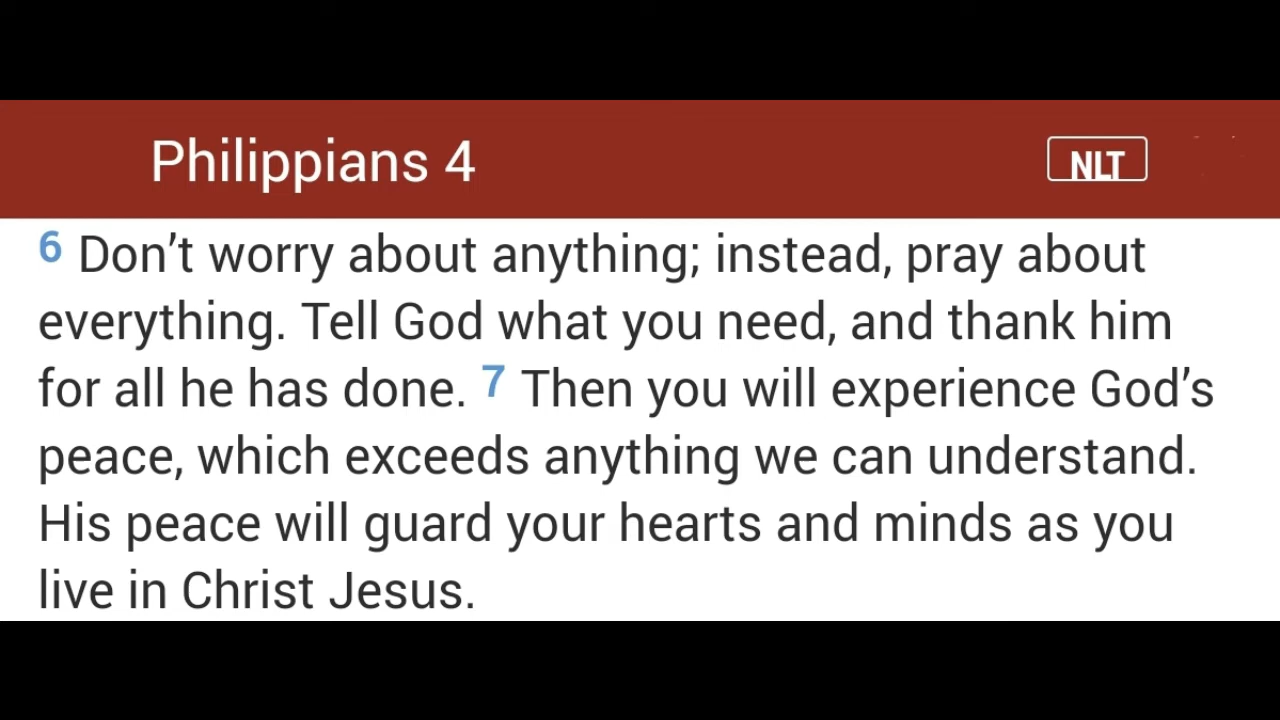 Philippians 4
NLT
6 Don’t worry about anything; instead, pray about
everything. Tell God what you need, and thank him
for all he has done. 7 Then you will experience God’s
peace, which exceeds anything we can understand.
His peace will guard your hearts and minds as you
live in Christ Jesus.